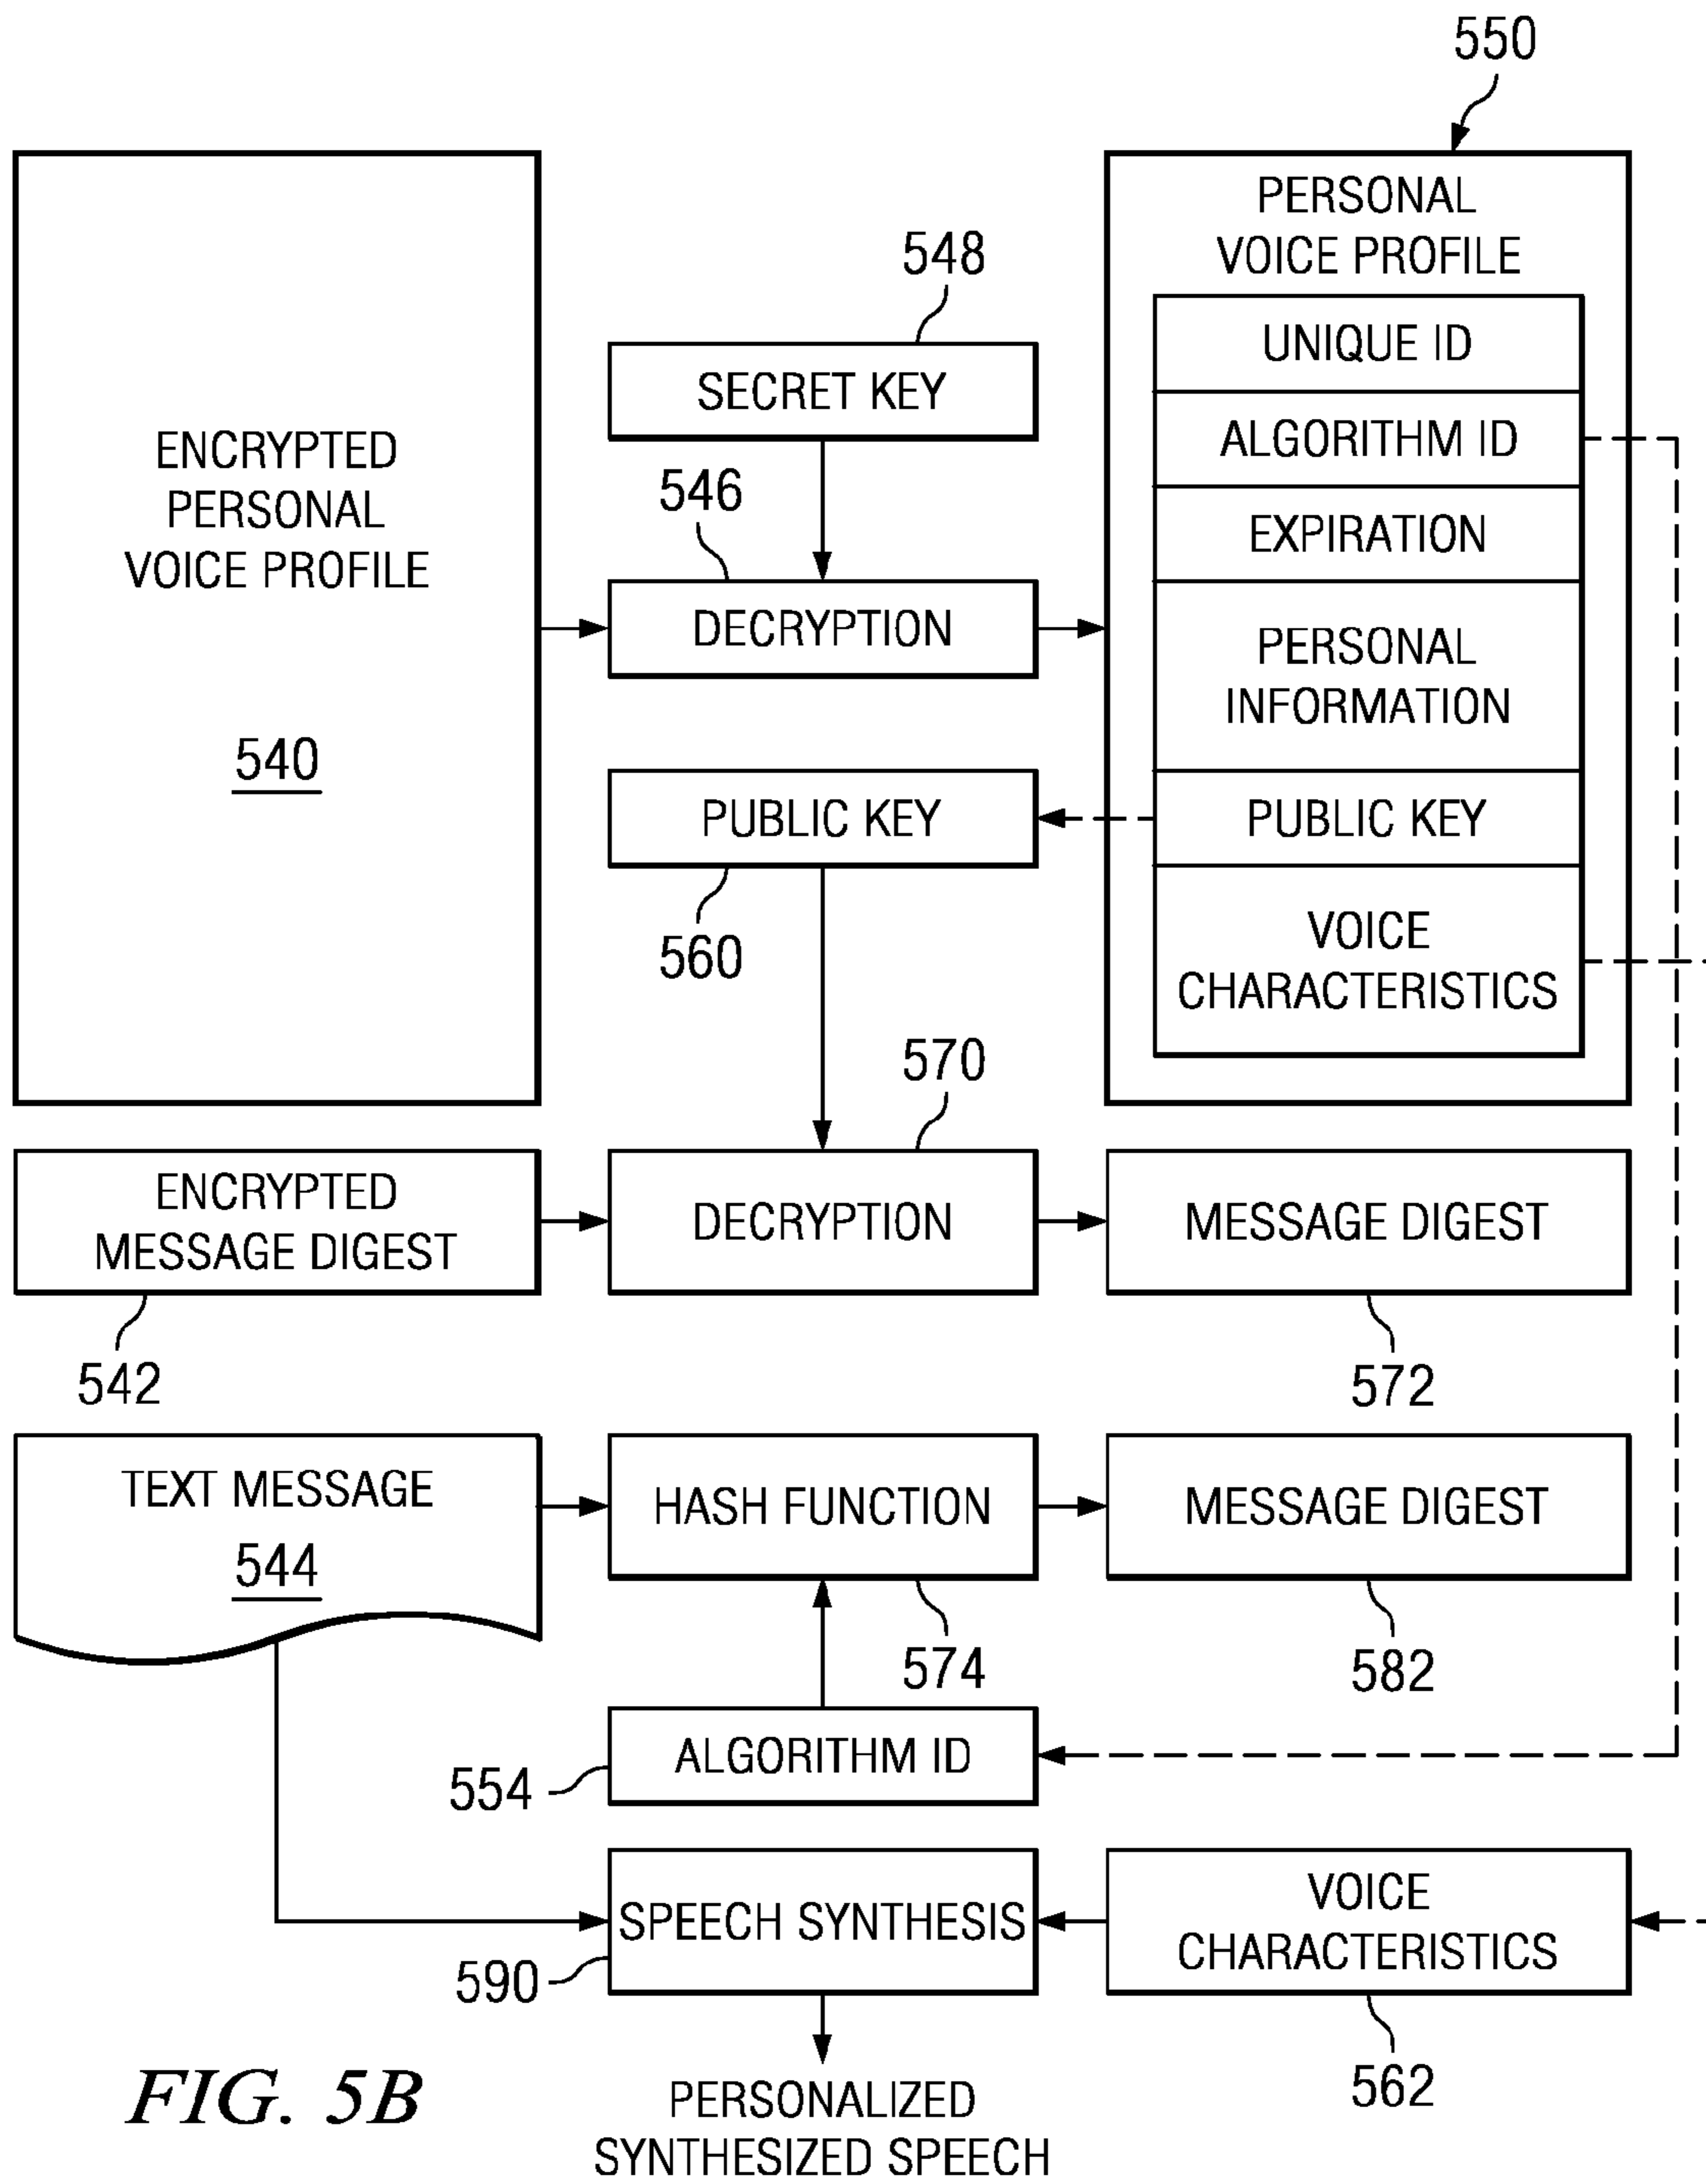 550
ENCRYPTED
PERSONAL
VOICE PROFILE
540
548
SECRET KEY
546
DECRYPTION
PUBLIC KEY
560
PERSONAL
VOICE PROFILE
UNIQUE ID
ALGORITHM ID
EXPIRATION
PERSONAL
INFORMATION
PUBLIC KEY
VOICE
CHARACTERISTICS
570
ENCRYPTED
MESSAGE DIGEST
542
DECRYPTION
MESSAGE DIGEST
572
TEXT MESSAGE
544
HASH FUNCTION
574
MESSAGE DIGEST
582
ALGORITHM ID
554
SPEECH SYNTHESIS
590
VOICE
CHARACTERISTICS
562
PERSONALIZED
SYNTHESIZED SPEECH
FIG. 5B